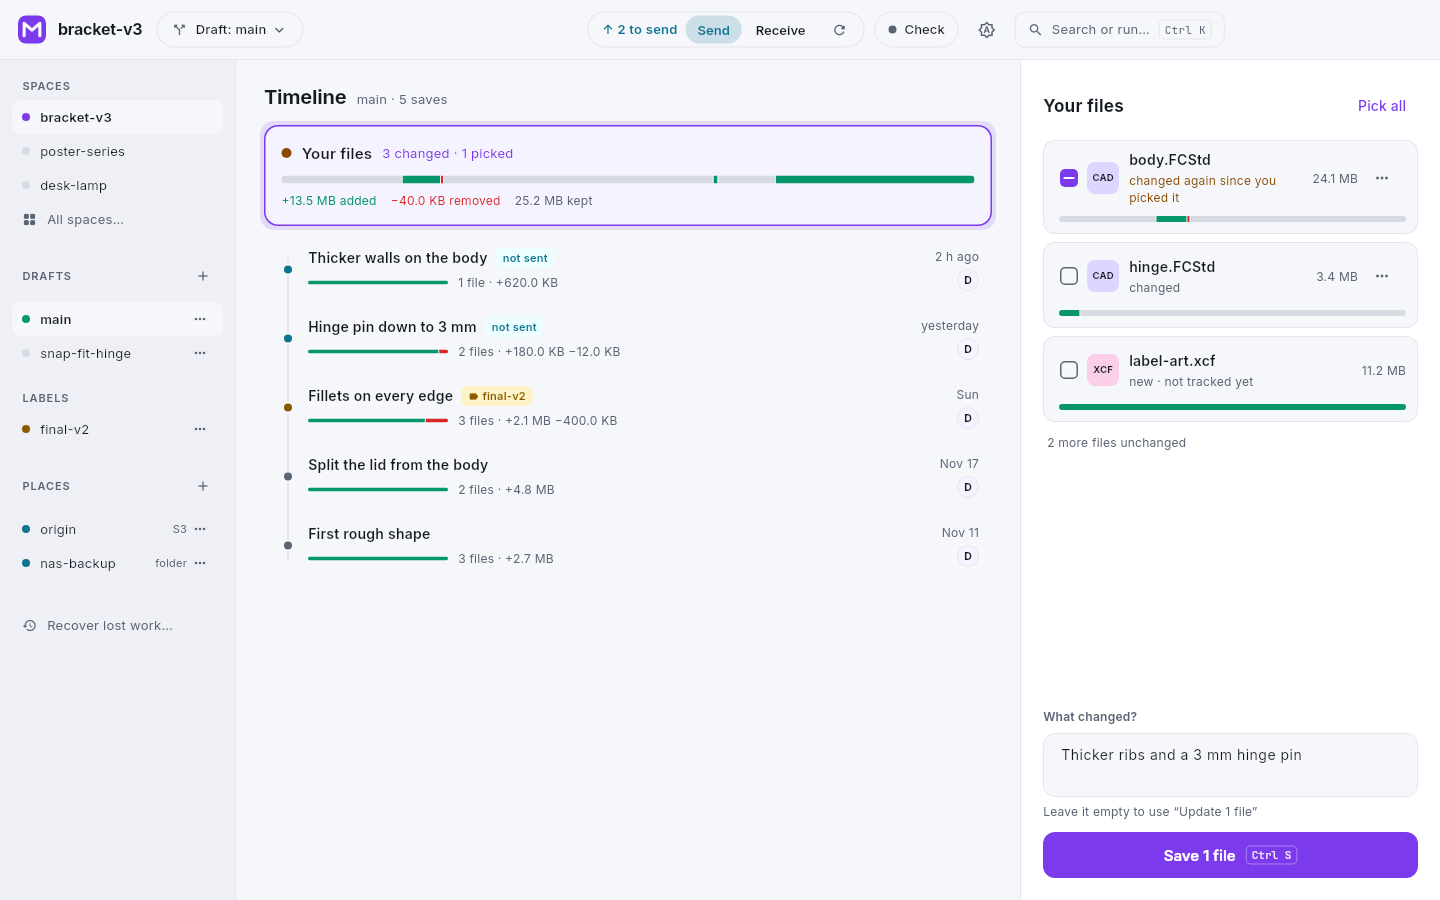 bracket-v3
Draft: main
↑ 2 to send
Send
Receive
Check
Search or run...
Ctrl K
SPACES
bracket-v3
poster-series
desk-lamp
All spaces...
DRAFTS
main
snap-fit-hinge
LABELS
final-v2
PLACES
origin
S3
nas-backup
folder
Recover lost work...
Timeline main · 5 saves
Your files 3 changed · 1 picked
+13.5 MB added −40.0 KB removed 25.2 MB kept
Thicker walls on the body not sent 2 h ago
1 file · +620.0 KB D
Hinge pin down to 3 mm not sent yesterday
2 files · +180.0 KB −12.0 KB D
Fillets on every edge final-v2 Sun
3 files · +2.1 MB −400.0 KB D
Split the lid from the body Nov 17
2 files · +4.8 MB D
First rough shape Nov 11
3 files · +2.7 MB D
Your files Pick all
CAD
body.FCStd
changed again since you
picked it
24.1 MB
CAD
hinge.FCStd
changed
3.4 MB
XCF
label-art.xcf
new · not tracked yet
11.2 MB
2 more files unchanged
What changed?
Thicker ribs and a 3 mm hinge pin
Leave it empty to use “Update 1 file”
Save 1 file Ctrl S